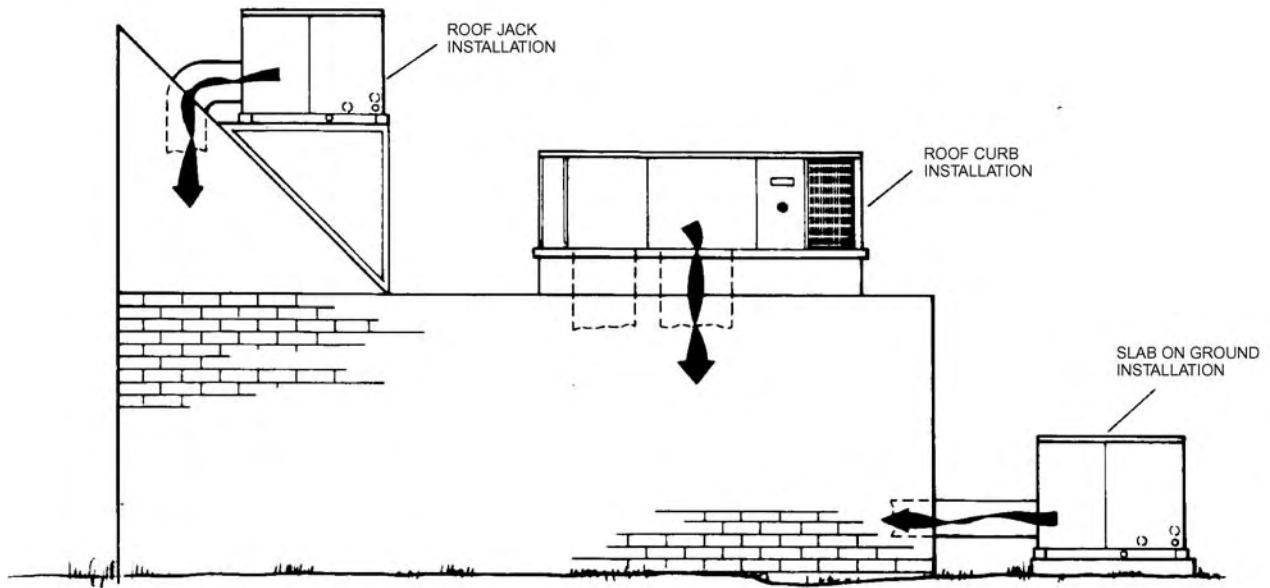 ROOF JACK
INSTALLATION
ROOF CURB
INSTALLATION
SLAB ON GROUND
INSTALLATION